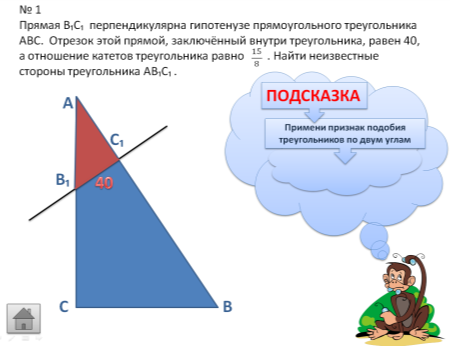 № 1
Прямая B₁C₁ перпендикулярна гипотенузе прямоугольного треугольника
ABC. Отрезок этой прямой, заключённый внутри треугольника, равен 40,
а отношение катетов треугольника равно 15/8 . Найти неизвестные
стороны треугольника AB₁C₁ .
ПОДСКАЗКА
Примени признак подобия
треугольников по двум углам
A
C₁
B₁
40
C
B